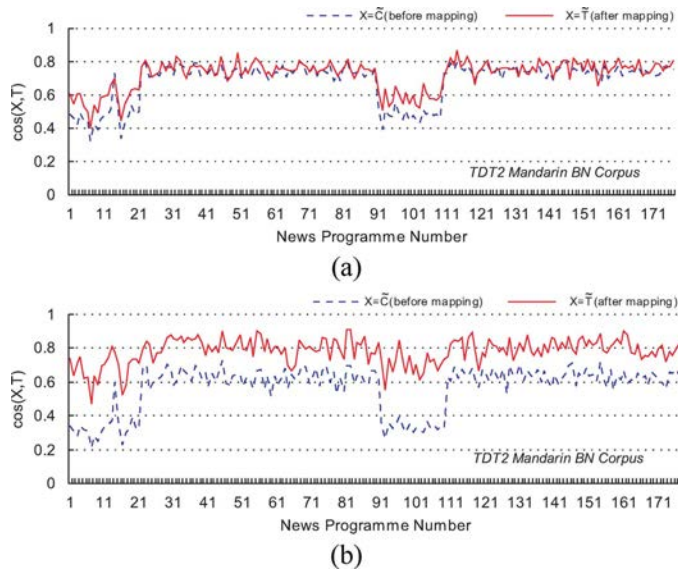 X=C̃(before mapping) X=T̃(after mapping)
cos(X,T)
1
0.8
0.6
0.4
0.2
0
TDT2 Mandarin BN Corpus
1 11 21 31 41 51 61 71 81 91 101 111 121 131 141 151 161 171
News Programme Number
(a)
X=C̃(before mapping) X=T̃(after mapping)
cos(X,T)
1
0.8
0.6
0.4
0.2
0
TDT2 Mandarin BN Corpus
1 11 21 31 41 51 61 71 81 91 101 111 121 131 141 151 161 171
News Programme Number
(b)